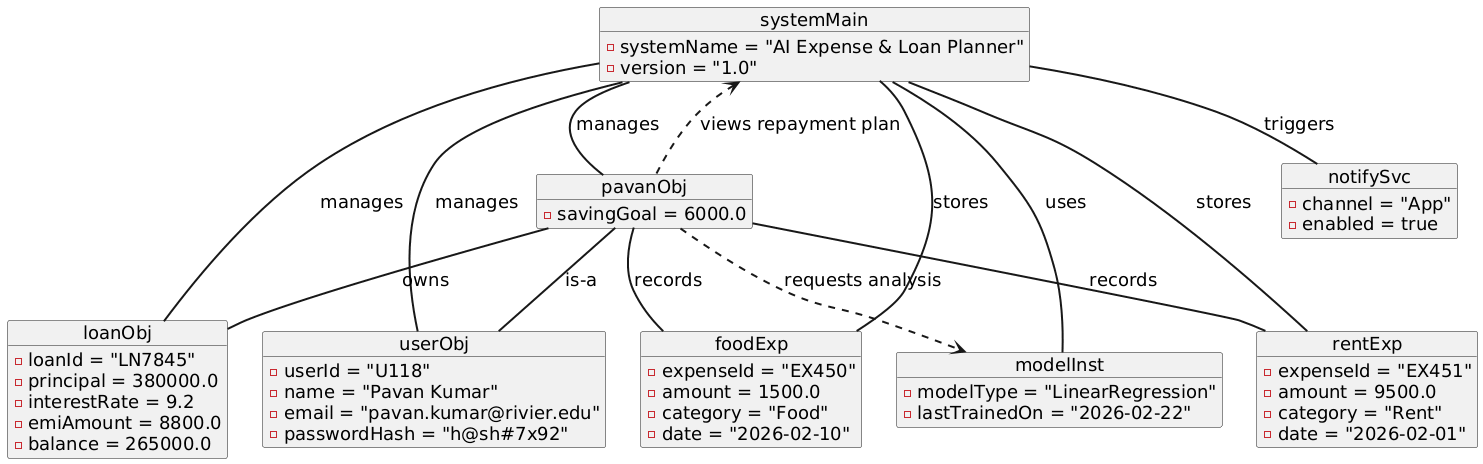 systemMain
systemName = "AI Expense & Loan Planner"
version = "1.0"
manages
views repayment plan
triggers
pavanObj
savingGoal = 6000.0
notifySvc
channel = "App"
enabled = true
manages
manages
stores
uses
stores
owns
is-a
records
requests analysis
records
loanObj
loanId = "LN7845"
principal = 380000.0
interestRate = 9.2
emiAmount = 8800.0
balance = 265000.0
userObj
userId = "U118"
name = "Pavan Kumar"
email = "pavan.kumar@rivier.edu"
passwordHash = "h@sh#7x92"
foodExp
expenseId = "EX450"
amount = 1500.0
category = "Food"
date = "2026-02-10"
modelInst
modelType = "LinearRegression"
lastTrainedOn = "2026-02-22"
rentExp
expenseId = "EX451"
amount = 9500.0
category = "Rent"
date = "2026-02-01"